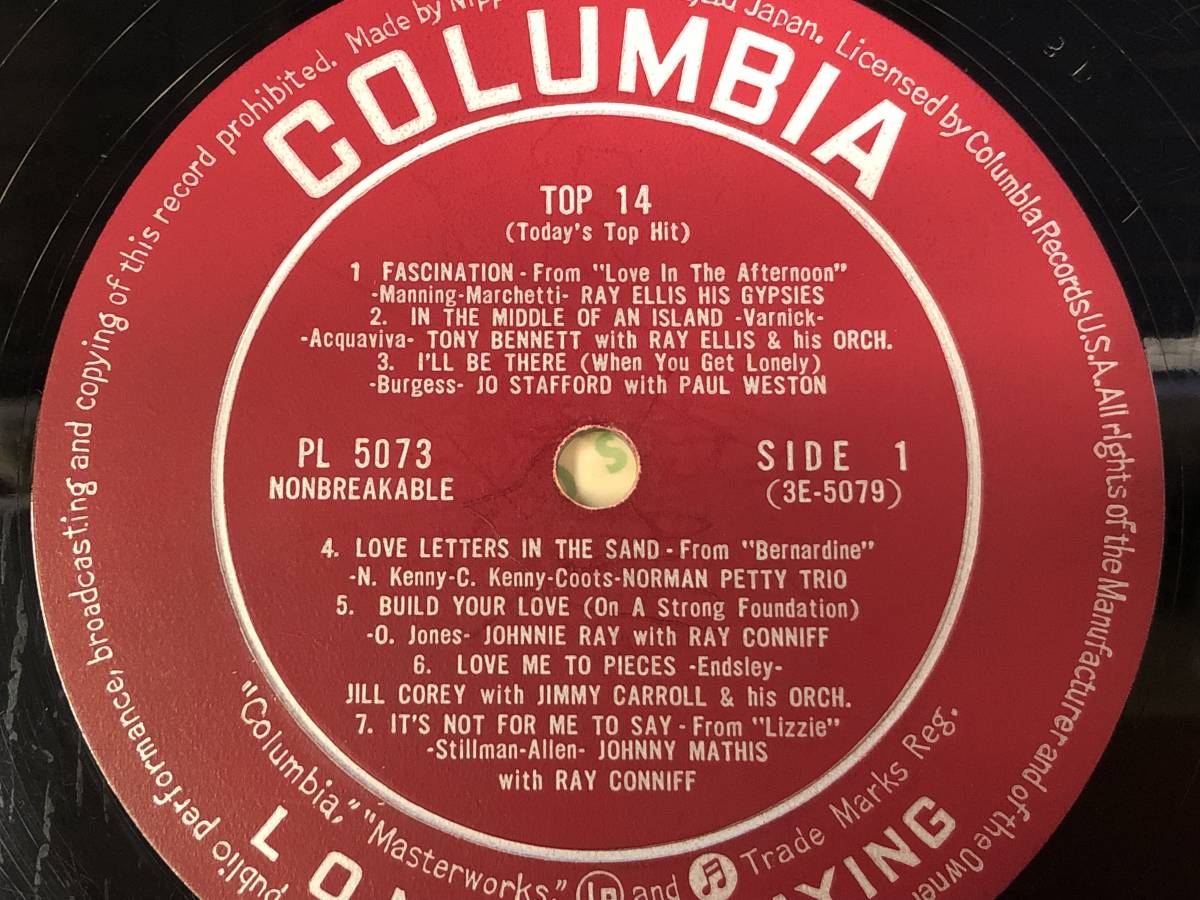 COLUMBIA
TOP 14
(Today's Top Hit)
1 FASCINATION - From "Love In The Afternoon"
-Manning-Marchetti- RAY ELLIS HIS GYPSIES
2. IN THE MIDDLE OF AN ISLAND -Varnick-
-Acquaviva- TONY BENNETT with RAY ELLIS & his ORCH.
3. I'LL BE THERE (When You Get Lonely)
-Burgess- JO STAFFORD with PAUL WESTON
PL 5073
NONBREAKABLE
SIDE 1
(3E-5079)
4. LOVE LETTERS IN THE SAND - From "Bernardine"
-N. Kenny-C. Kenny-Coots-NORMAN PETTY TRIO
5. BUILD YOUR LOVE (On A Strong Foundation)
-O. Jones- JOHNNIE RAY with RAY CONNIFF
6. LOVE ME TO PIECES -Endsley-
JILL COREY with JIMMY CARROLL & his ORCH.
7. IT'S NOT FOR ME TO SAY - From "Lizzie"
-Stillman-Allen- JOHNNY MATHIS
with RAY CONNIFF
"Columbia," "Masterworks," Lp and Trade Marks Reg.
public performance, broadcasting and copying of this record prohibited. Made by Japan. Licensed by Columbia Records U.S.A. All rights of the Manufacturer and of the Owner